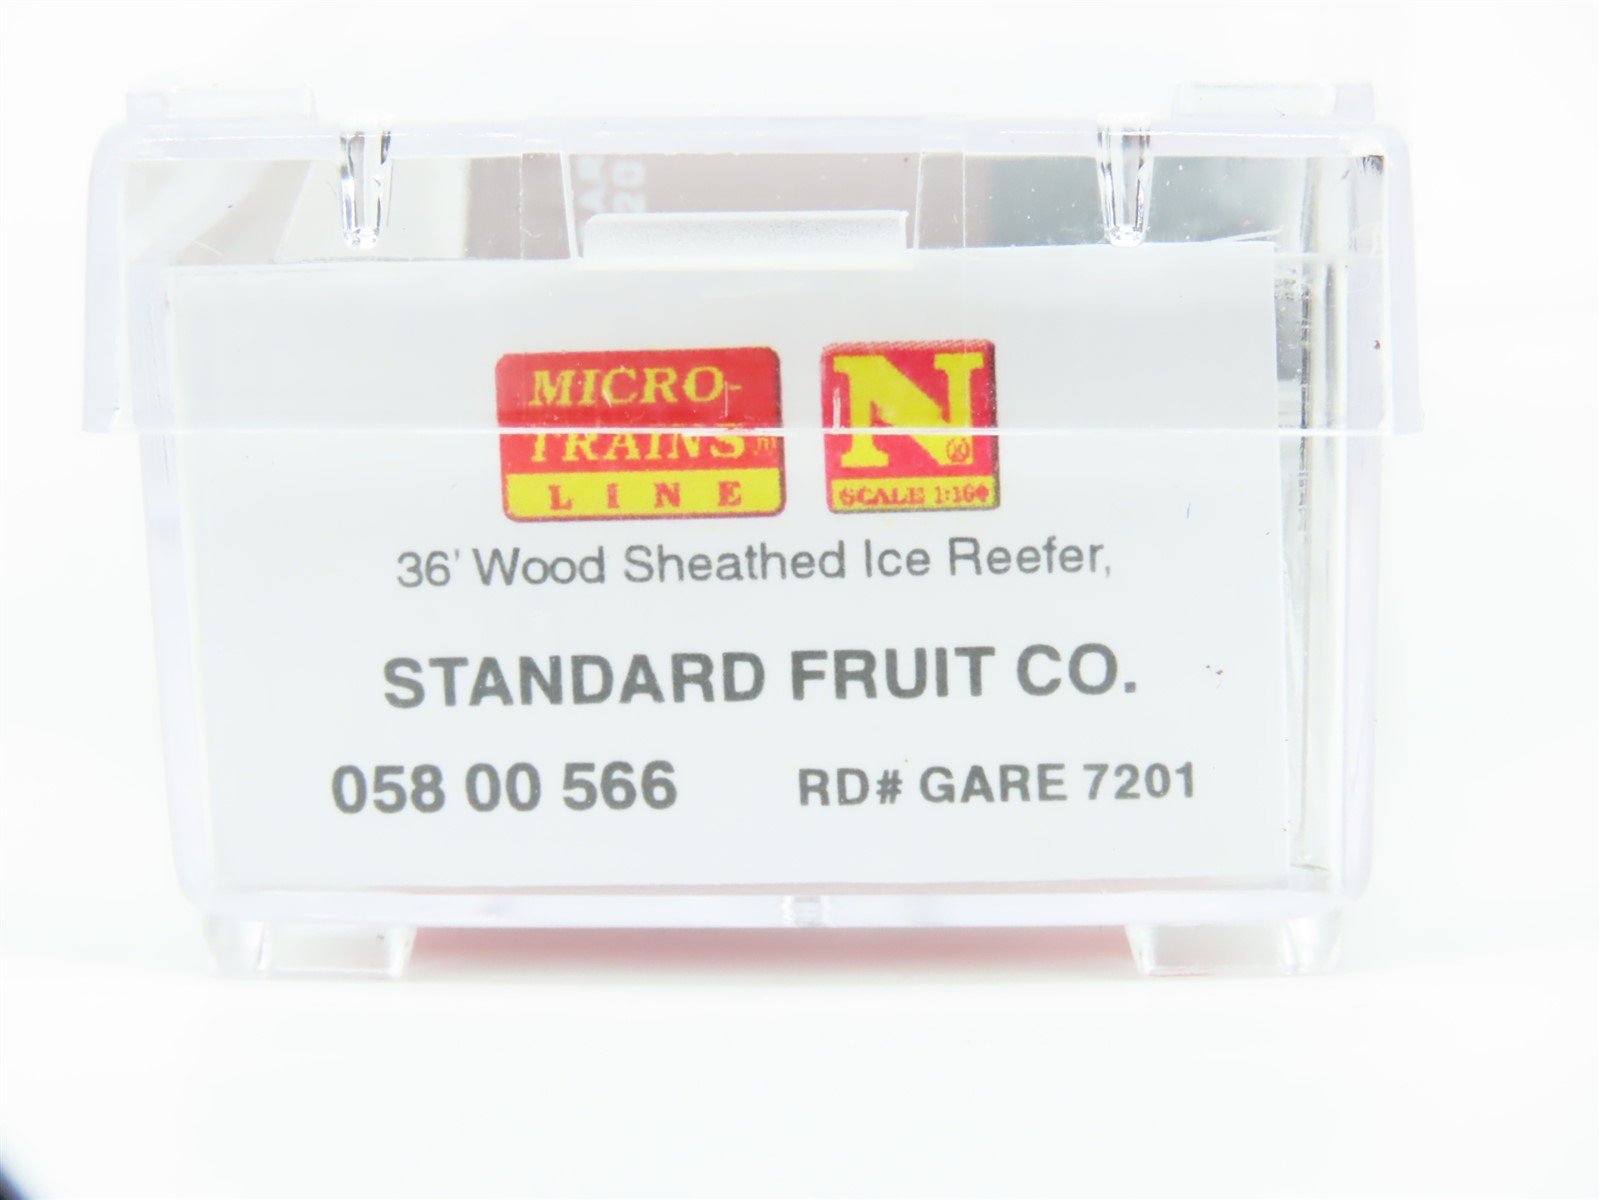 MICRO-
TRAINS®
LINE
N®
SCALE 1:160
36' Wood Sheathed Ice Reefer,
STANDARD FRUIT CO.
058 00 566 RD# GARE 7201